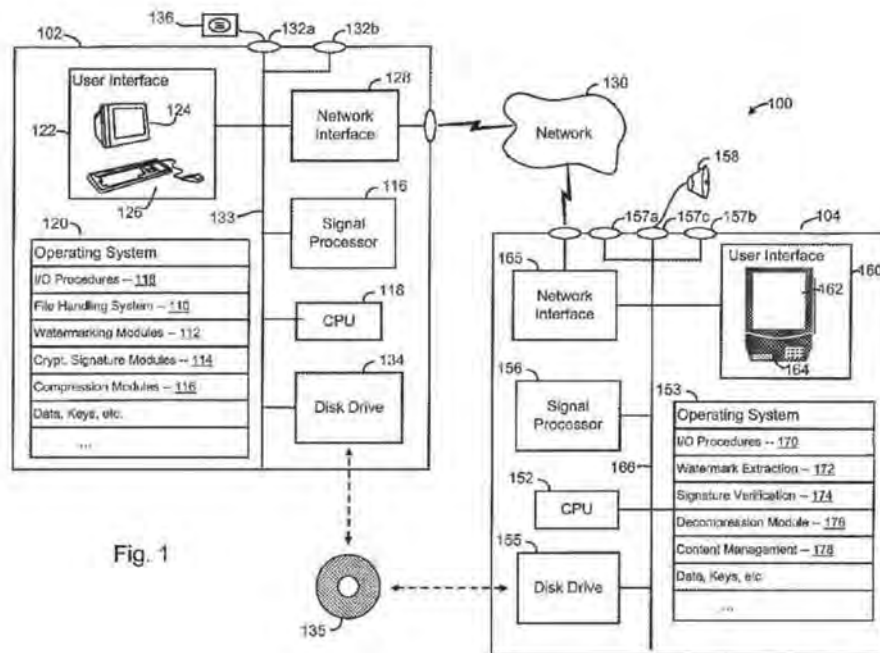 136
132a
132b
102
User Interface
128
130
100
124
Network
Interface
Network
122
158
126
116
157a
157c
157b
104
120
133
Signal
Processor
Operating System
165
User Interface
160
I/O Procedures -- 118
118
Network
Interface
162
File Handling System -- 110
CPU
Watermarking Modules -- 112
134
164
Crypt. Signature Modules -- 114
156
153
Compression Modules -- 116
Disk Drive
Operating System
Data, Keys, etc.
Signal
Processor
I/O Procedures -- 170
...
166
Watermark Extraction -- 172
152
Signature Verification -- 174
CPU
Decompression Module -- 176
Fig. 1
155
Content Management -- 178
Disk Drive
Data, Keys, etc
...
135